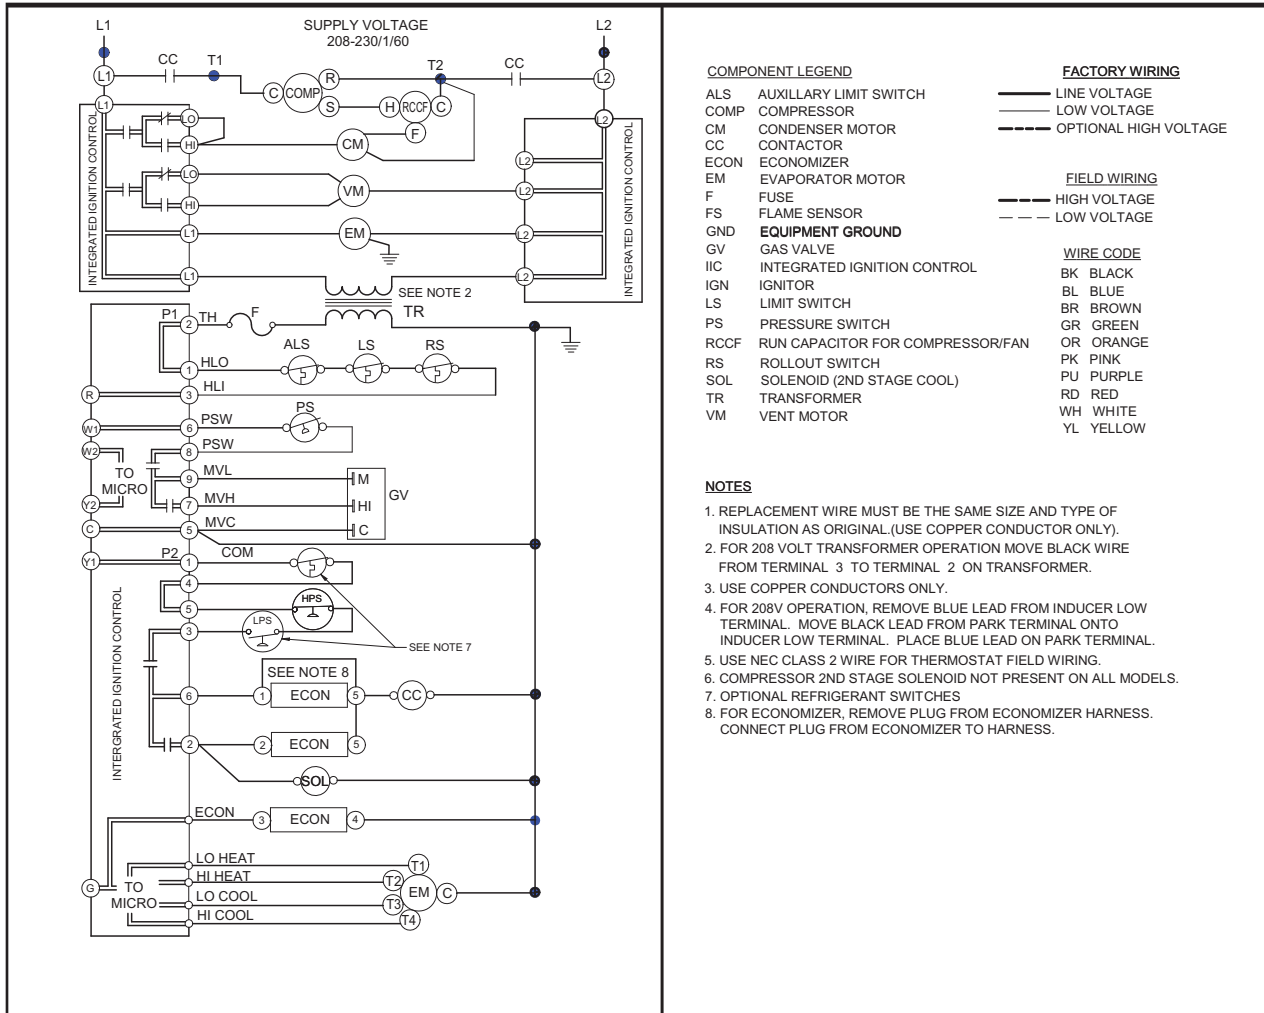 L1
SUPPLY VOLTAGE
208-230/1/60
L2
CC
T1
T2
CC
L1
C
COMP
R
S
H
RCCF
C
F
L2
L1
INTEGRATED IGNITION CONTROL
LO
HI
CM
L2
INTEGRATED IGNITION CONTROL
L2
LO
HI
VM
L2
L1
EM
L2
L1
L2
SEE NOTE 2
TR
P1
2
TH
F
ALS
LS
RS
1
HLO
R
3
HLI
W1
6
PSW
PS
W2
8
PSW
TO
MICRO
9
MVL
M
GV
Y2
7
MVH
HI
C
5
MVC
C
Y1
P2
1
COM
4
5
HPS
3
LPS
SEE NOTE 7
INTERGRATED IGNITION CONTROL
SEE NOTE 8
6
1
ECON
5
CC
2
2
ECON
5
SOL
ECON
3
ECON
4
G
TO
MICRO
LO HEAT
HI HEAT
LO COOL
HI COOL
T1
T2
T3
T4
EM
C
COMPONENT LEGEND
ALS AUXILLARY LIMIT SWITCH
COMP COMPRESSOR
CM CONDENSER MOTOR
CC CONTACTOR
ECON ECONOMIZER
EM EVAPORATOR MOTOR
F FUSE
FS FLAME SENSOR
GND EQUIPMENT GROUND
GV GAS VALVE
IIC INTEGRATED IGNITION CONTROL
IGN IGNITOR
LS LIMIT SWITCH
PS PRESSURE SWITCH
RCCF RUN CAPACITOR FOR COMPRESSOR/FAN
RS ROLLOUT SWITCH
SOL SOLENOID (2ND STAGE COOL)
TR TRANSFORMER
VM VENT MOTOR
FACTORY WIRING
LINE VOLTAGE
LOW VOLTAGE
OPTIONAL HIGH VOLTAGE
FIELD WIRING
HIGH VOLTAGE
LOW VOLTAGE
WIRE CODE
BK BLACK
BL BLUE
BR BROWN
GR GREEN
OR ORANGE
PK PINK
PU PURPLE
RD RED
WH WHITE
YL YELLOW
NOTES
1. REPLACEMENT WIRE MUST BE THE SAME SIZE AND TYPE OF
INSULATION AS ORIGINAL.(USE COPPER CONDUCTOR ONLY).
2. FOR 208 VOLT TRANSFORMER OPERATION MOVE BLACK WIRE
FROM TERMINAL 3 TO TERMINAL 2 ON TRANSFORMER.
3. USE COPPER CONDUCTORS ONLY.
4. FOR 208V OPERATION, REMOVE BLUE LEAD FROM INDUCER LOW
TERMINAL. MOVE BLACK LEAD FROM PARK TERMINAL ONTO
INDUCER LOW TERMINAL. PLACE BLUE LEAD ON PARK TERMINAL.
5. USE NEC CLASS 2 WIRE FOR THERMOSTAT FIELD WIRING.
6. COMPRESSOR 2ND STAGE SOLENOID NOT PRESENT ON ALL MODELS.
7. OPTIONAL REFRIGERANT SWITCHES
8. FOR ECONOMIZER, REMOVE PLUG FROM ECONOMIZER HARNESS.
CONNECT PLUG FROM ECONOMIZER TO HARNESS.